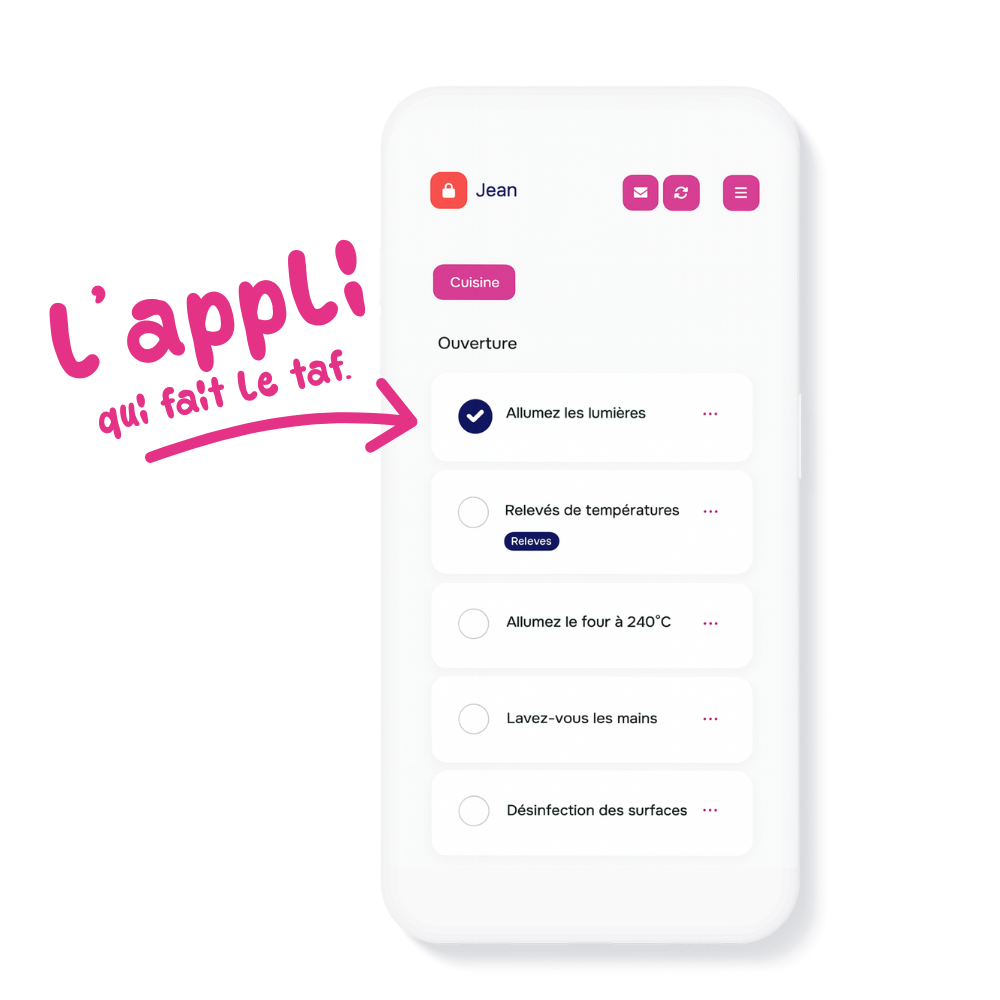 Jean
Cuisine
L'appli
qui fait le taf.
Ouverture
Allumez les lumières
Relevés de températures
Releves
Allumez le four à 240°C
Lavez-vous les mains
Désinfection des surfaces